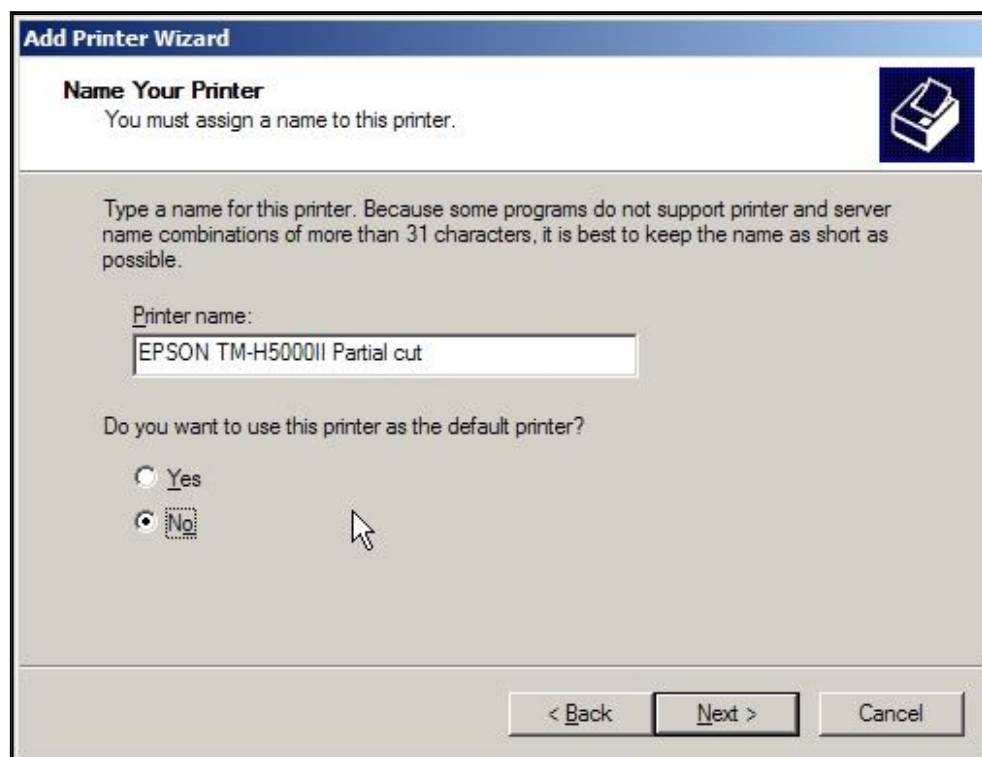 Add Printer Wizard
Name Your Printer
You must assign a name to this printer.
Type a name for this printer. Because some programs do not support printer and server
name combinations of more than 31 characters, it is best to keep the name as short as
possible.
Printer name:
EPSON TM-H5000II Partial cut
Do you want to use this printer as the default printer?
Yes
No
< Back Next > Cancel